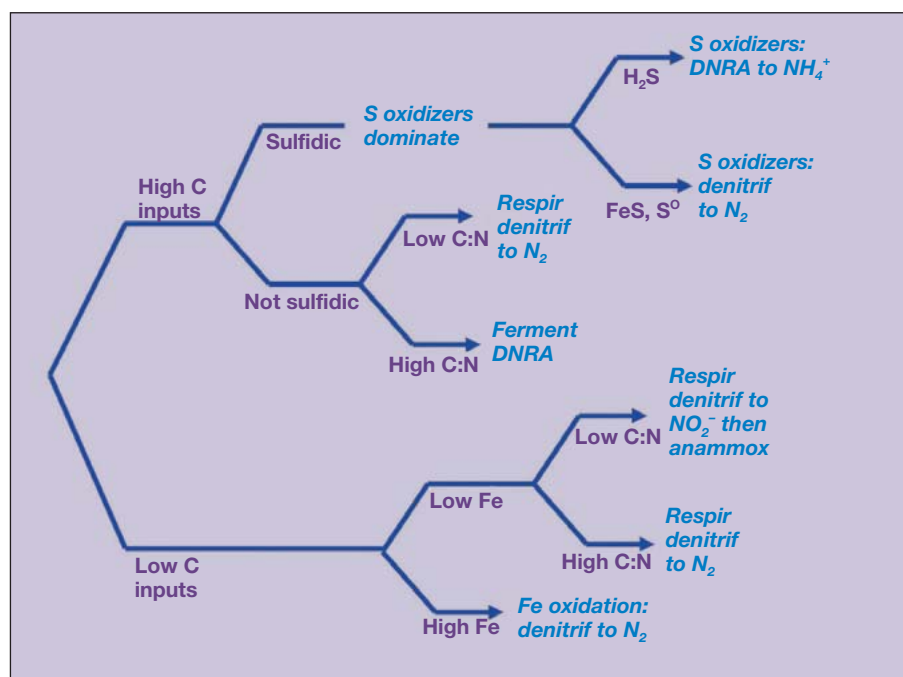 S oxidizers:
DNRA to NH₄⁺
H₂S
S oxidizers
dominate
Sulfidic
S oxidizers:
denitrif
to N₂
FeS, S⁰
High C
inputs
Respir
denitrif
to N₂
Low C:N
Not sulfidic
Ferment
DNRA
High C:N
Respir
denitrif to
NO₂⁻ then
anammox
Low C:N
Low Fe
Respir
denitrif
to N₂
High C:N
Low C
inputs
Fe oxidation:
denitrif to N₂
High Fe